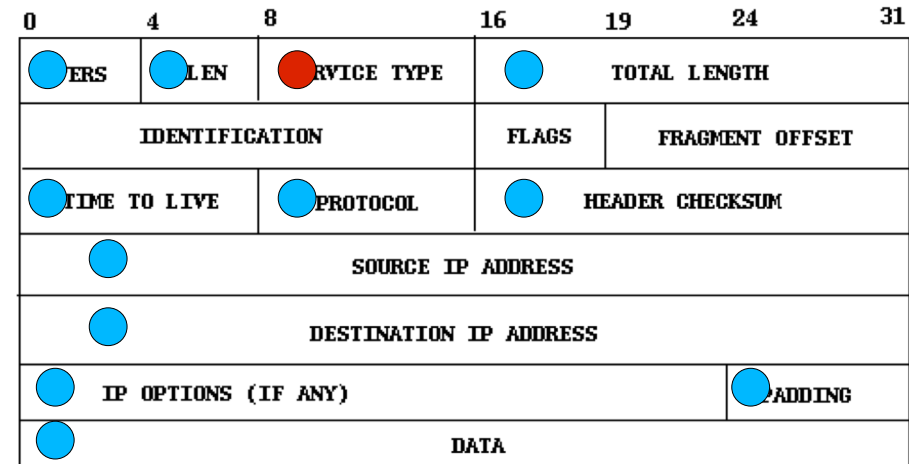 0 4 8 16 19 24 31
ERS LEN RVICE TYPE TOTAL LENGTH
IDENTIFICATION FLAGS FRAGMENT OFFSET
TIME TO LIVE PROTOCOL HEADER CHECKSUM
SOURCE IP ADDRESS
DESTINATION IP ADDRESS
IP OPTIONS (IF ANY) PADDING
DATA